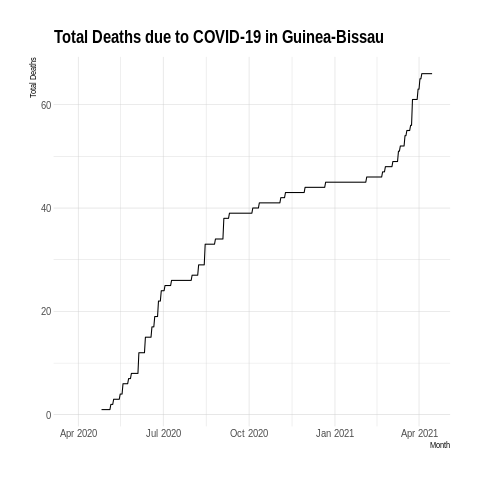 Total Deaths due to COVID-19 in Guinea-Bissau
Total Deaths
60
40
20
0
Apr 2020 Jul 2020 Oct 2020 Jan 2021 Apr 2021
Month